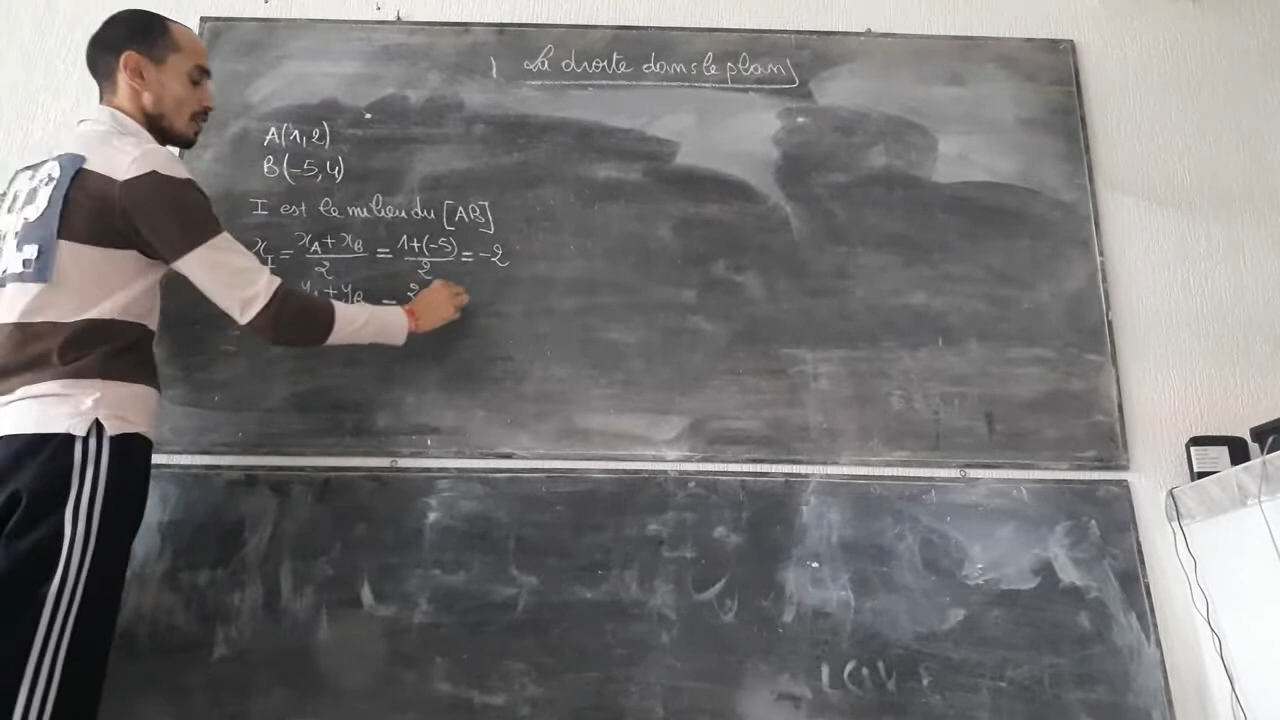 La droite dans le plan
A(1,2)
B(-5,4)
I est le milieu du [AB]
x_I = (x_A + x_B)/2 = (1+(-5))/2 = -2
y_A + y_B = 2